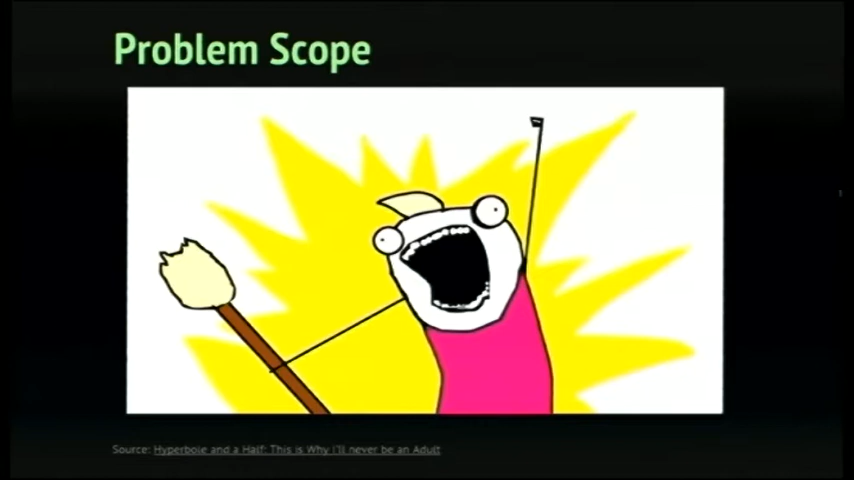 Problem Scope
Source: Hyperbole and a Half: This is Why I'll never be an Adult